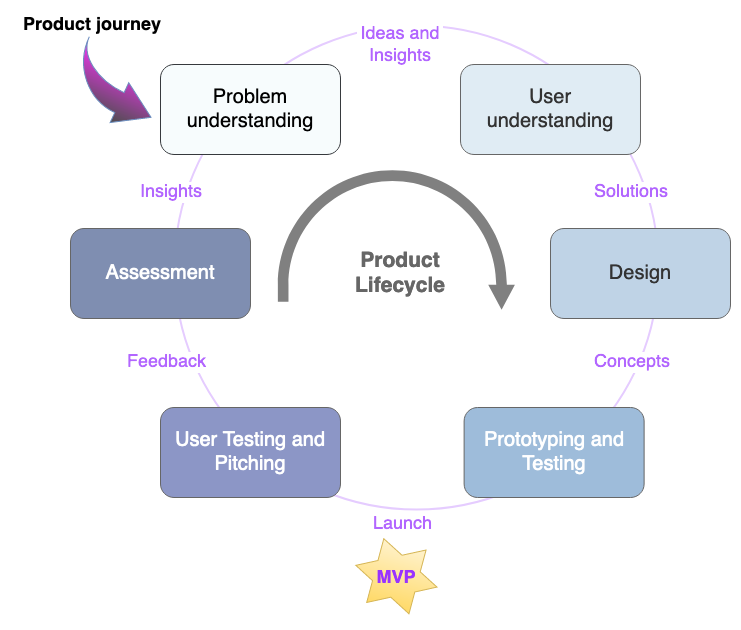 Product journey
Ideas and
Insights
Problem
understanding
User
understanding
Insights
Solutions
Assessment
Product
Lifecycle
Design
Feedback
Concepts
User Testing and
Pitching
Prototyping and
Testing
Launch
MVP